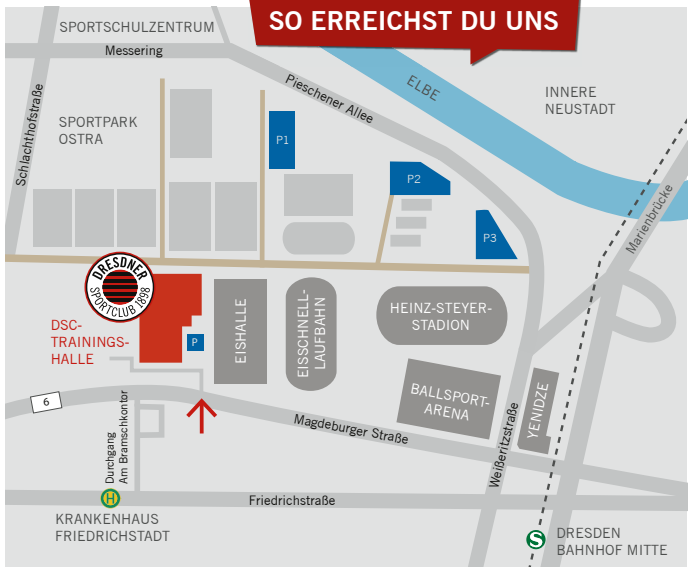 SO ERREICHST DU UNS
SPORTSCHULZENTRUM
Messering
Schlachthofstraße
Pieschener Allee
ELBE
INNERE
NEUSTADT
SPORTPARK
OSTRA
P1
P2
P3
Marienbrücke
DRESDNER
SPORTCLUB 1898
DSC-
TRAININGS-
HALLE
P
EISHALLE
EISSCHNELL-
LAUFBAHN
HEINZ-STEYER-
STADION
BALLSPORT-
ARENA
YENIDZE
Weißeritzstraße
6
Magdeburger Straße
Durchgang
Am Bramschkontor
H
Friedrichstraße
KRANKENHAUS
FRIEDRICHSTADT
S
DRESDEN
BAHNHOF MITTE